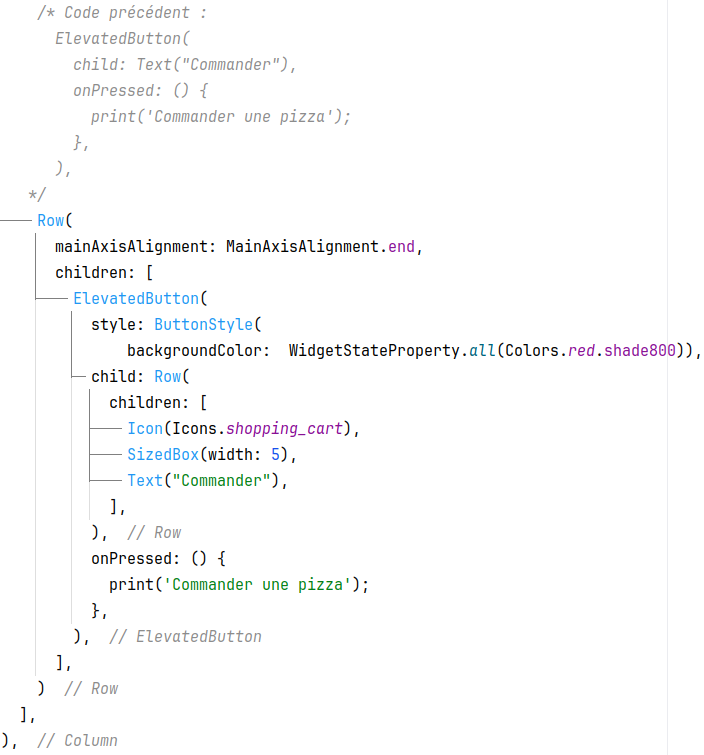 /* Code précédent :
ElevatedButton(
child: Text("Commander"),
onPressed: () {
print('Commander une pizza');
},
),
*/
Row(
mainAxisAlignment: MainAxisAlignment.end,
children: [
ElevatedButton(
style: ButtonStyle(
backgroundColor:  WidgetStateProperty.all(Colors.red.shade800)),
child: Row(
children: [
Icon(Icons.shopping_cart),
SizedBox(width: 5),
Text("Commander"),
],
),  // Row
onPressed: () {
print('Commander une pizza');
},
),  // ElevatedButton
],
)  // Row
],
),  // Column